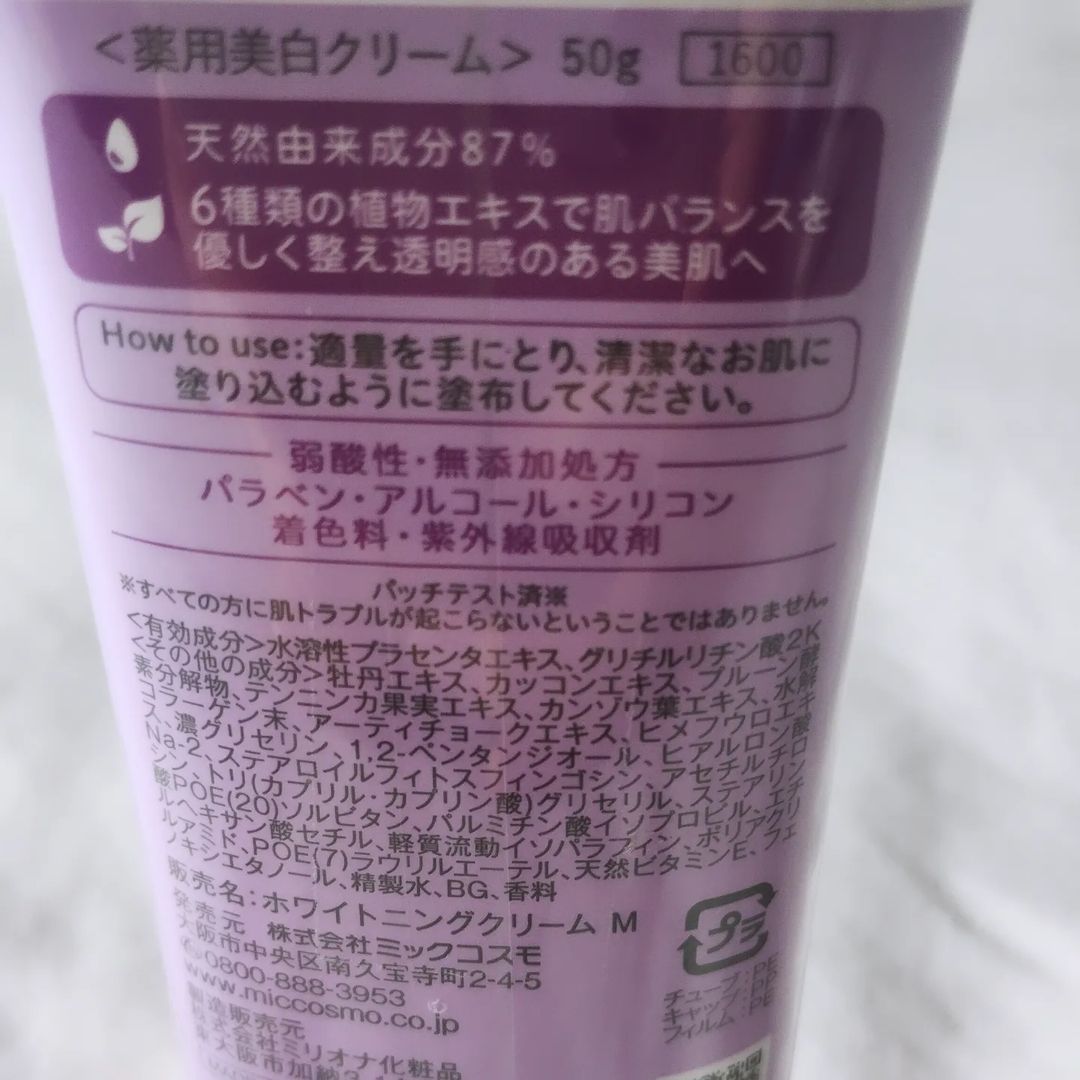 <薬用美白クリーム> 50g 1600
天然由来成分87%
6種類の植物エキスで肌バランスを
優しく整え透明感のある美肌へ
How to use:適量を手にとり、清潔なお肌に
塗り込むように塗布してください。
弱酸性・無添加処方
パラベン・アルコール・シリコン
着色料・紫外線吸収剤
パッチテスト済※
※すべての方に肌トラブルが起こらないということではありません。
<有効成分>水溶性プラセンタエキス、グリチルリチン酸2K
<その他の成分>牡丹エキス、カッコンエキス、プルーン酵
素分解物、テンニンカ果実エキス、カンゾウ葉エキス、水解
コラーゲン末、アーティチョークエキス、ヒメフウロエキ
ス、濃グリセリン、1,2-ペンタンジオール、ヒアルロン酸
Na-2、ステアロイルフィトスフィンゴシン、アセチルチロ
シン、トリ(カプリル・カプリン酸)グリセリル、ステアリン
酸POE(20)ソルビタン、パルミチン酸イソプロピル、エチ
ルヘキサン酸セチル、軽質流動イソパラフィン、ポリアクリ
ルアミド、POE(7)ラウリルエーテル、天然ビタミンE、フェ
ノキシエタノール、精製水、BG、香料
販売名:ホワイトニングクリーム M
発売元 株式会社ミックコスモ
大阪市中央区南久宝寺町2-4-5
0800-888-3953
www.miccosmo.co.jp
製造販売元
株式会社ミリオナ化粧品
大阪市加納
プラ
チューブ:PE
キャップ:PP
フィルム:PE